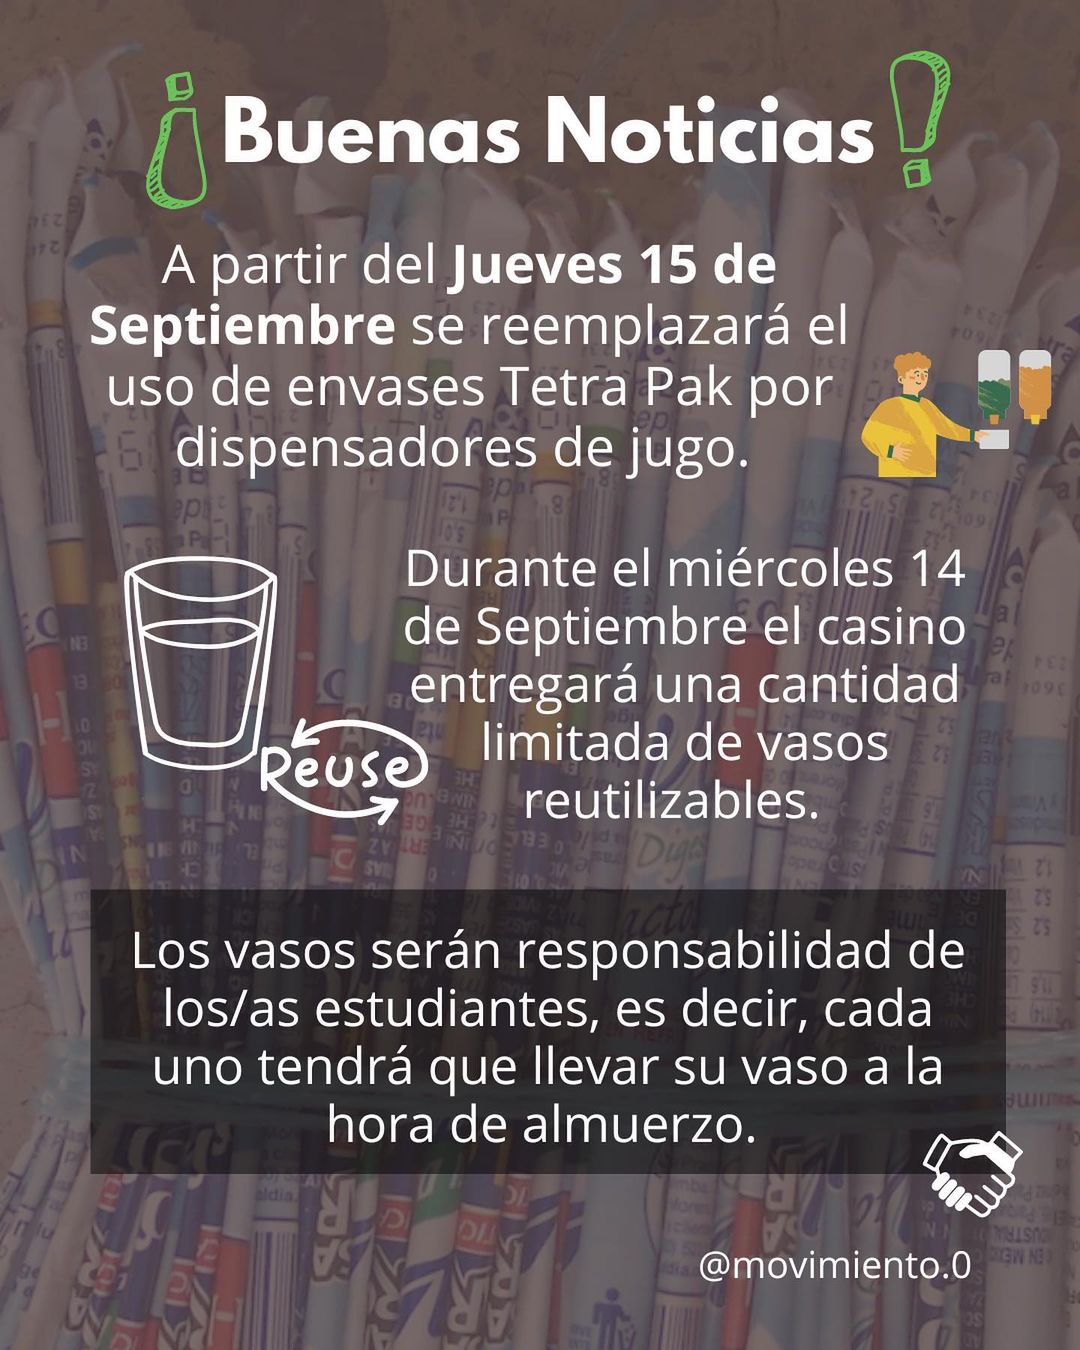 ¡Buenas Noticias!
A partir del Jueves 15 de
Septiembre se reemplazará el
uso de envases Tetra Pak por
dispensadores de jugo.
Durante el miércoles 14
de Septiembre el casino
entregará una cantidad
limitada de vasos
reutilizables.
Reuse
Los vasos serán responsabilidad de
los/as estudiantes, es decir, cada
uno tendrá que llevar su vaso a la
hora de almuerzo.
@movimiento.0